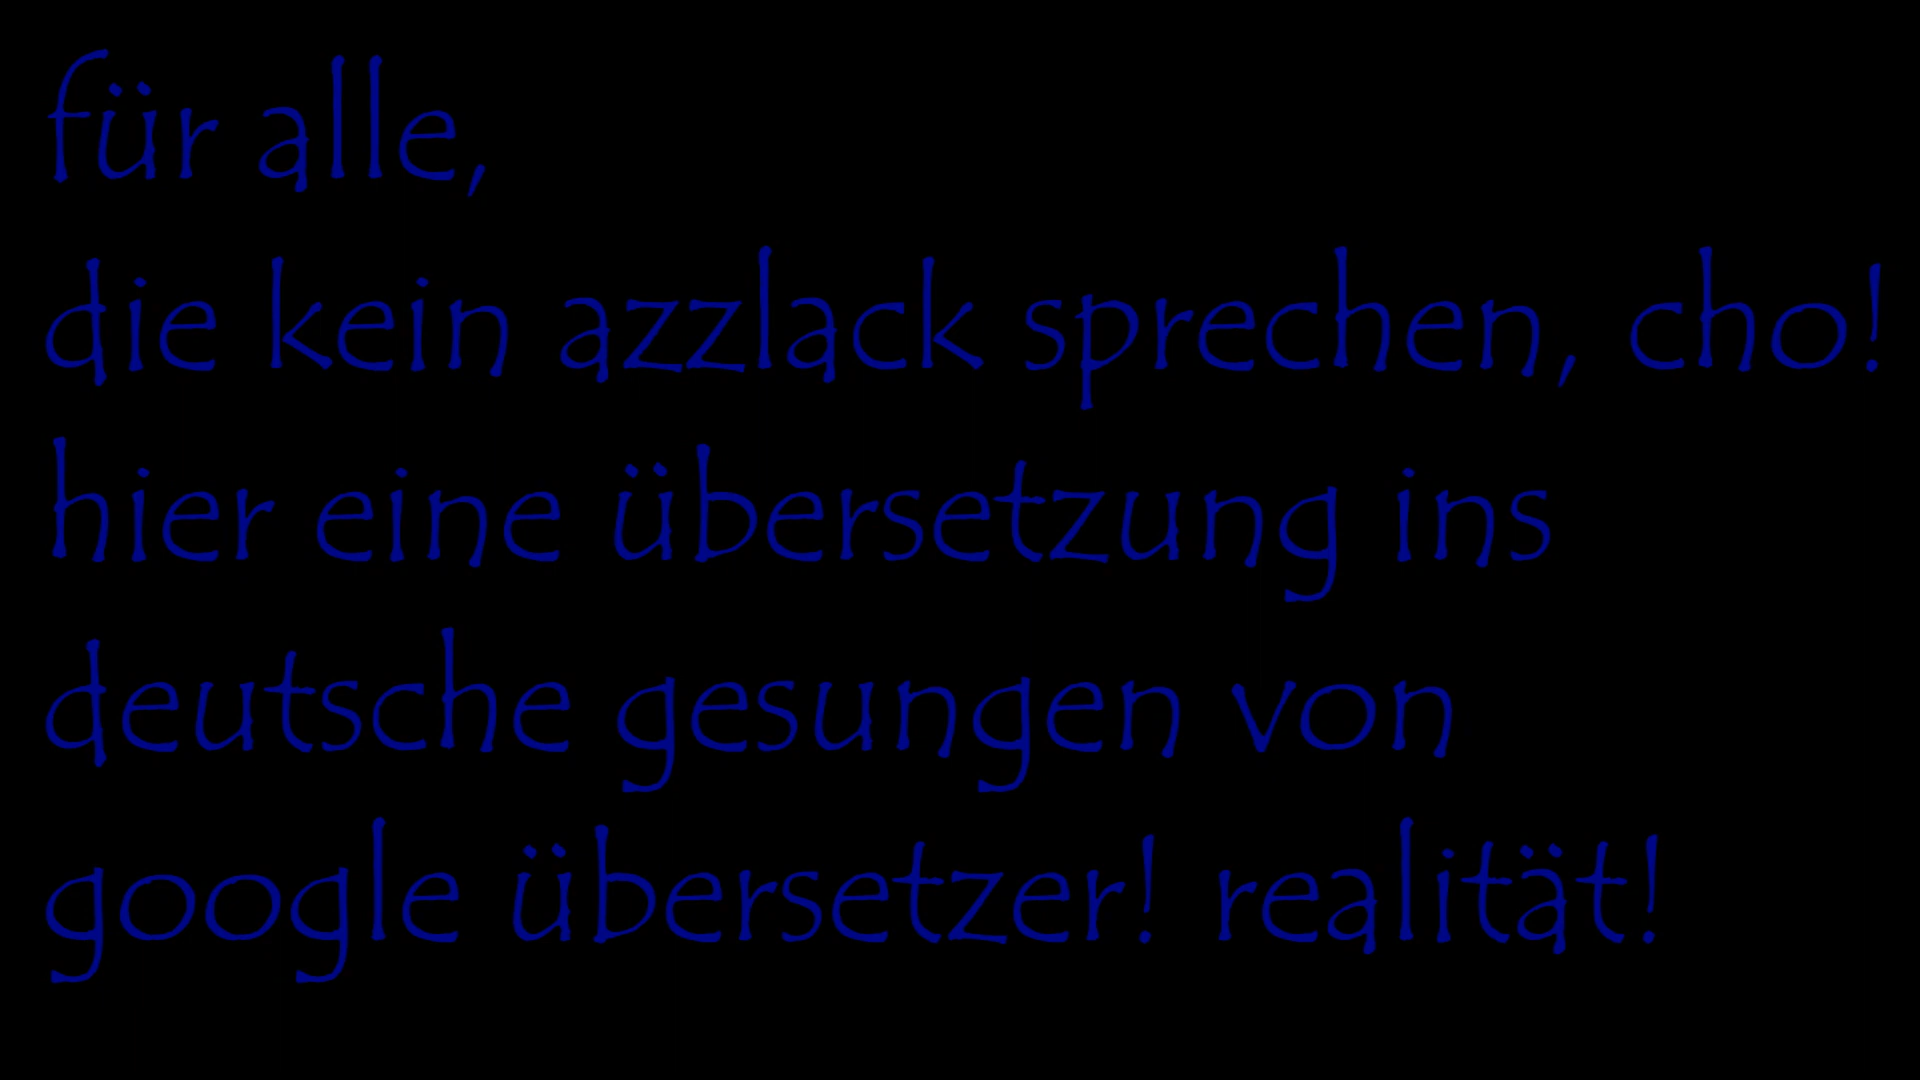 für alle,
die kein azzlack sprechen, cho!
hier eine übersetzung ins
deutsche gesungen von
google übersetzer! realität!